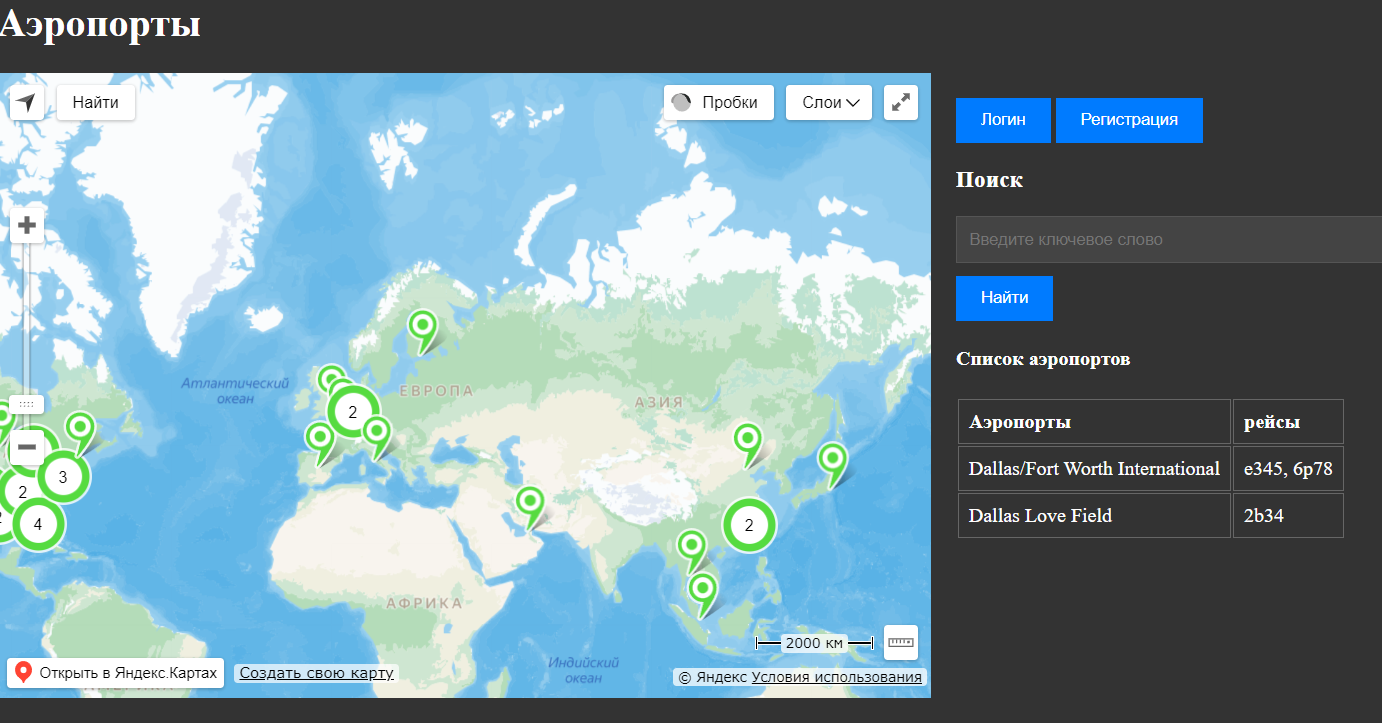 Аэропорты
Найти
Пробки
Слои
Атлантический
океан
ЕВРОПА
АЗИЯ
2
3
2
4
2
АФРИКА
2000 км
Индийский
океан
Открыть в Яндекс.Картах
Создать свою карту
© Яндекс Условия использования
Логин
Регистрация
Поиск
Введите ключевое слово
Найти
Список аэропортов
Аэропорты рейсы
Dallas/Fort Worth International e345, 6p78
Dallas Love Field 2b34